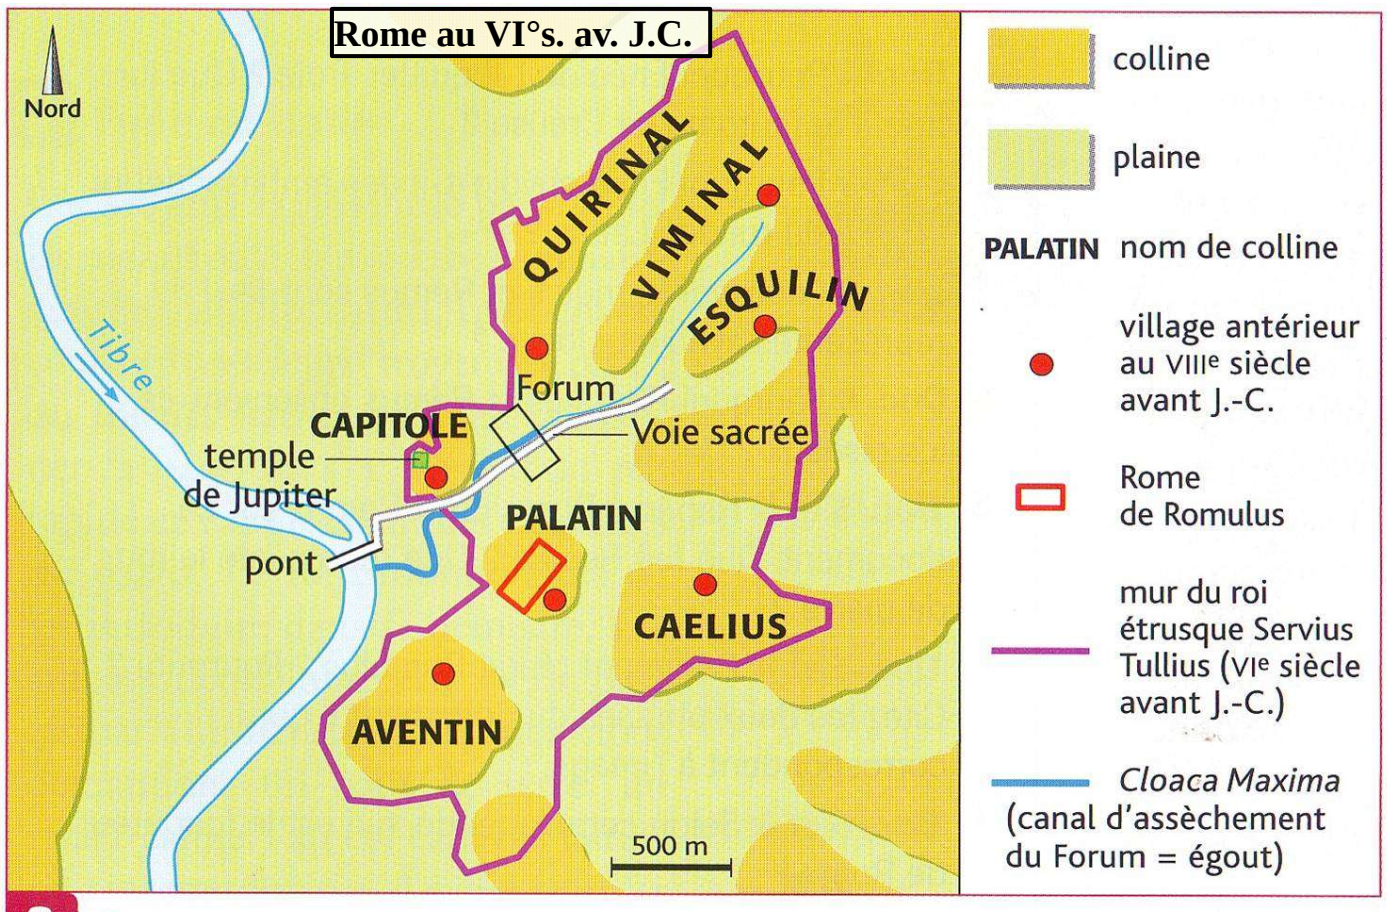 Rome au VI°s. av. J.C.
Nord
Tibre
QUIRINAL
VIMINAL
ESQUILIN
Forum
CAPITOLE
Voie sacrée
temple
de Jupiter
PALATIN
pont
CAELIUS
AVENTIN
500 m
colline
plaine
PALATIN nom de colline
village antérieur
au VIIIe siècle
avant J.-C.
Rome
de Romulus
mur du roi
étrusque Servius
Tullius (VIe siècle
avant J.-C.)
Cloaca Maxima
(canal d'assèchement
du Forum = égout)